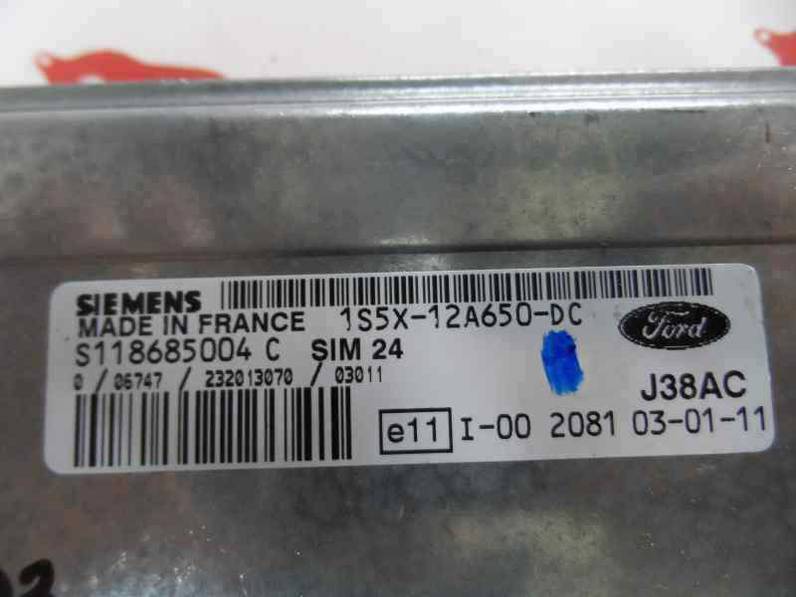 SIEMENS
MADE IN FRANCE 1S5X-12A650-DC
S118685004 C SIM 24
Ford
0 / 06747 / 232013070 / 03011
J38AC
e11 I-00 2081 03-01-11